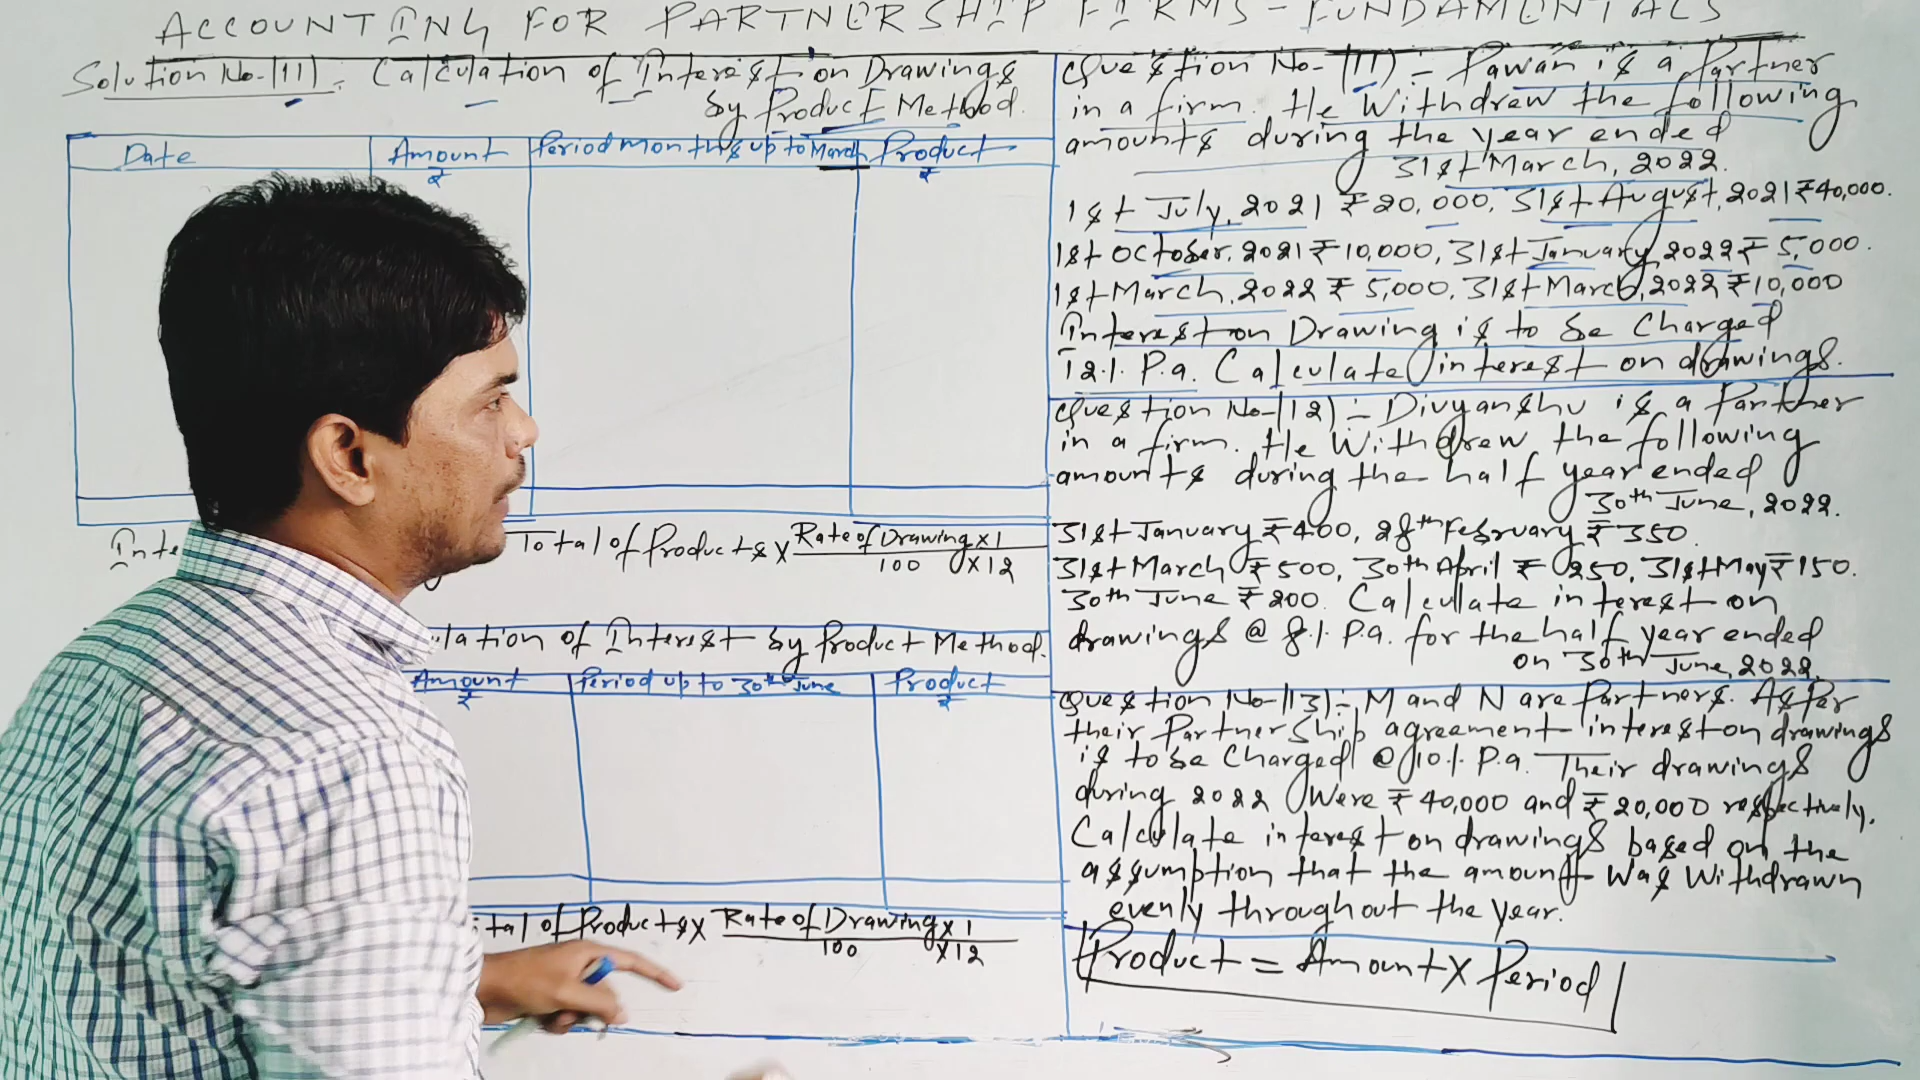 ACCOUNTING FOR PARTNERSHIP FIRMS - FUNDAMENTALS
Solution No-(11) : Calculation of Interest on Drawings
by Product Method.
Date Amount ₹ Period months up to March Product ₹
Total of Products x Rate of Drawing x 1
100 x 12
Calculation of Interest by Product Method.
Amount ₹ Period up to 30th June Product ₹
Total of Products x Rate of Drawing x 1
100 x 12
Question No-(11) :- Pawan is a Partner
in a firm. He Withdrew the following
amounts during the year ended
31st March, 2022.
1st July, 2021 ₹ 20,000, 31st August, 2021 ₹ 40,000.
1st October, 2021 ₹ 10,000, 31st January, 2022 ₹ 5,000.
1st March, 2022 ₹ 5,000, 31st March, 2022 ₹ 10,000
Interest on Drawing is to be Charged
12% P.a. Calculate interest on drawings.
Question No-(12) :- Divyanshu is a Partner
in a firm. He Withdrew the following
amounts during the half year ended
30th June, 2022.
31st January ₹ 400, 28th February ₹ 350.
31st March ₹ 500, 30th April ₹ 250, 31st May ₹ 150.
30th June ₹ 200. Calculate interest on
drawings @ 8% P.a. for the half year ended
on 30th June, 2022.
Question No-(13) :- M and N are Partners. As Per
their Partnership agreement interest on drawings
is to be Charged @ 10% P.a. Their drawings
during 2022 Were ₹ 40,000 and ₹ 20,000 respectively.
Calculate interest on drawings based on the
assumption that the amount Was Withdrawn
evenly throughout the year.
Product = Amount X Period